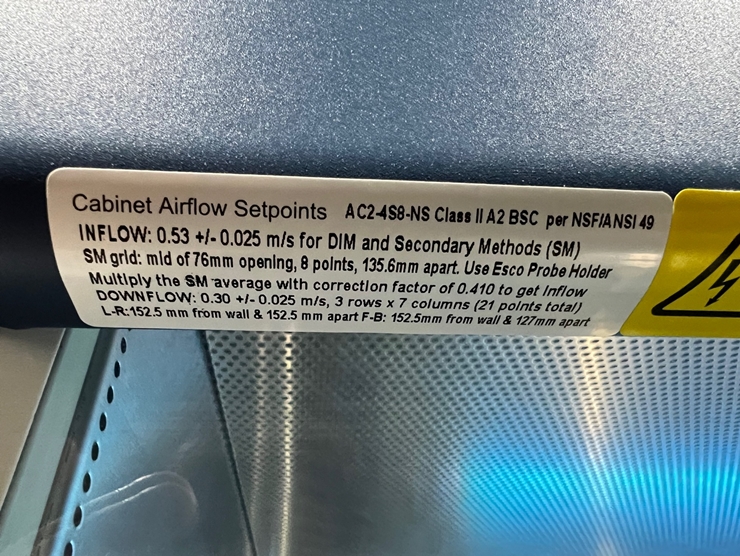 Cabinet Airflow Setpoints AC2-4S8-NS Class II A2 BSC per NSF/ANSI 49
INFLOW: 0.53 +/- 0.025 m/s for DIM and Secondary Methods (SM)
SM grid: mid of 76mm opening, 8 points, 135.6mm apart. Use Esco Probe Holder
Multiply the SM average with correction factor of 0.410 to get Inflow
DOWNFLOW: 0.30 +/- 0.025 m/s, 3 rows x 7 columns (21 points total)
L-R:152.5 mm from wall & 152.5 mm apart F-B: 152.5mm from wall & 127mm apart